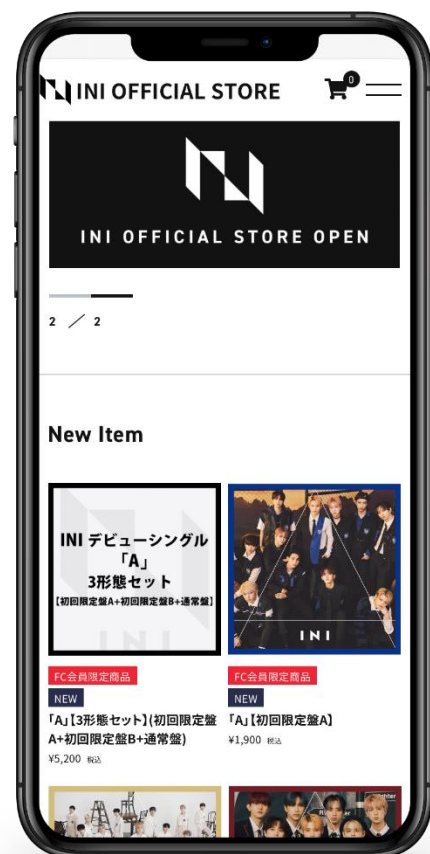 INI OFFICIAL STORE
0
INI OFFICIAL STORE OPEN
2 ／ 2
New Item
INI デビューシングル
「A」
3形態セット
【初回限定盤A+初回限定盤B+通常盤】
INI
INI
FC会員限定商品
NEW
「A」【3形態セット】(初回限定盤
A+初回限定盤B+通常盤)
¥5,200 税込
FC会員限定商品
NEW
「A」【初回限定盤A】
¥1,900 税込